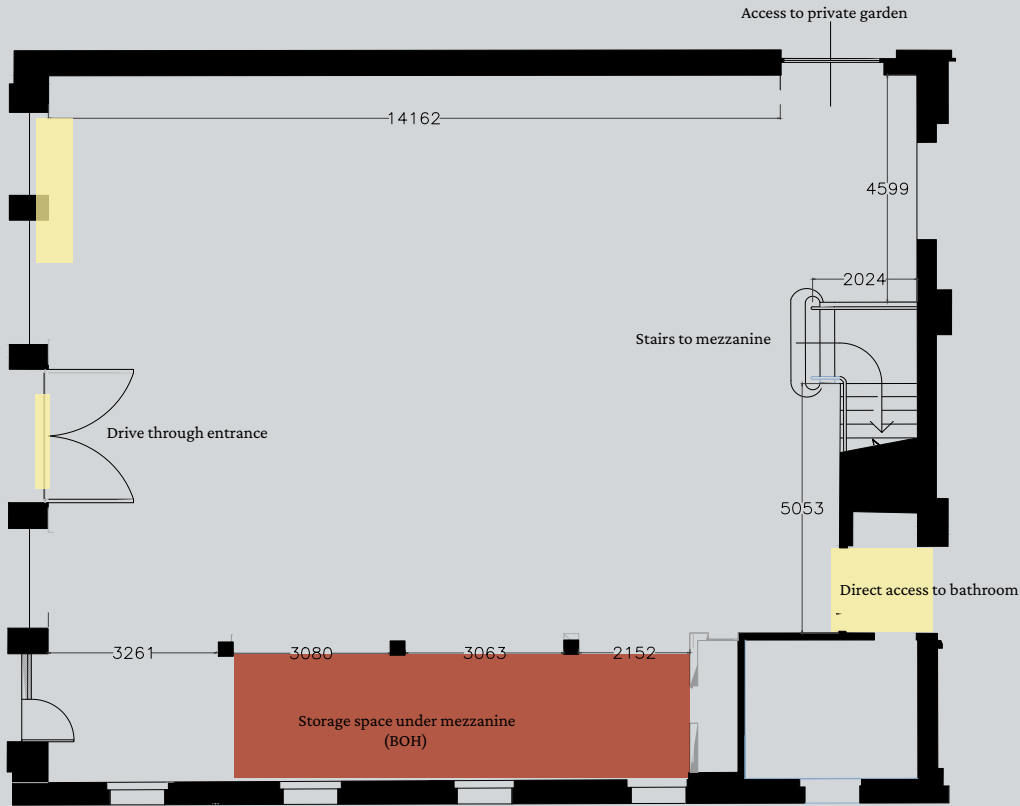 Access to private garden
14162
4599
2024
Stairs to mezzanine
Drive through entrance
5053
Direct access to bathroom
3261
3080
3063
2152
Storage space under mezzanine
(BOH)